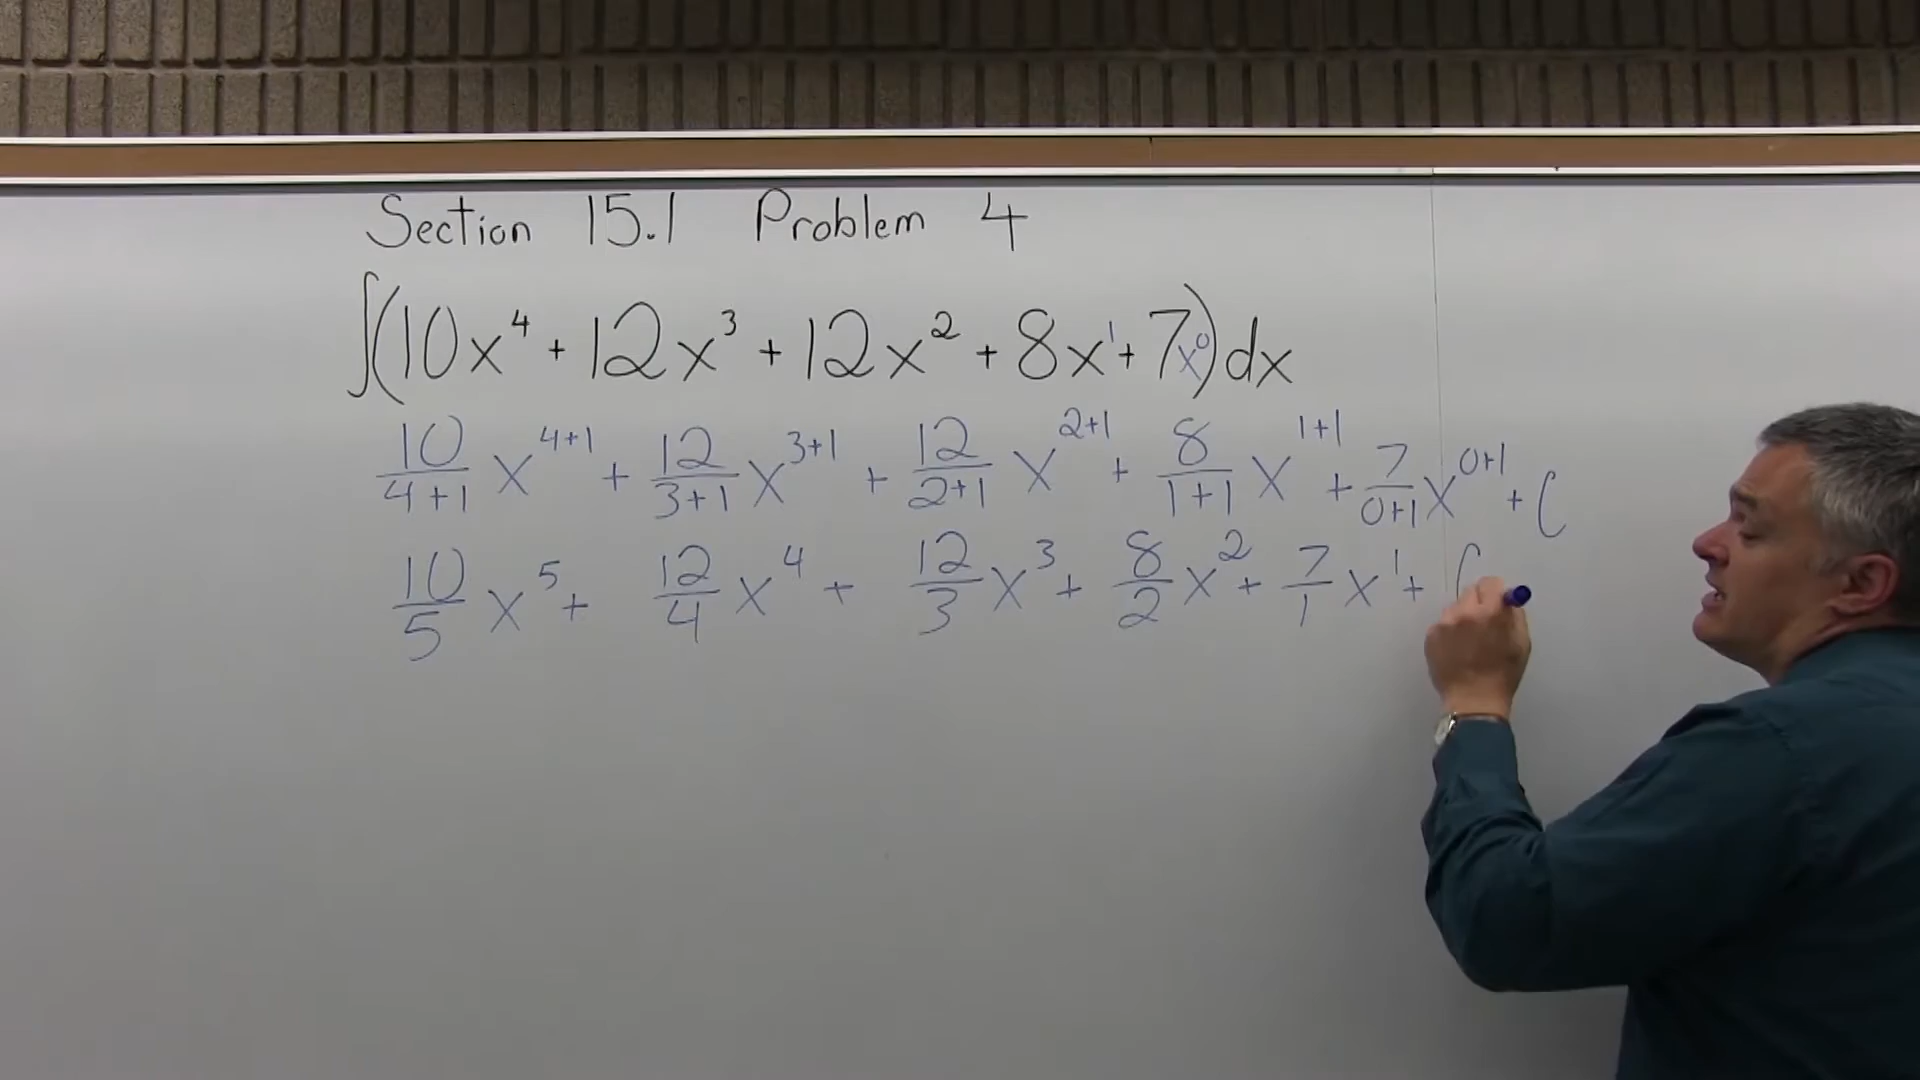 Section 15.1 Problem 4
∫(10x⁴ + 12x³ + 12x² + 8x¹ + 7x⁰)dx
10/(4+1) x^(4+1) + 12/(3+1) x^(3+1) + 12/(2+1) x^(2+1) + 8/(1+1) x^(1+1) + 7/(0+1) x^(0+1) + C
10/5 x⁵ + 12/4 x⁴ + 12/3 x³ + 8/2 x² + 7/1 x¹ + C